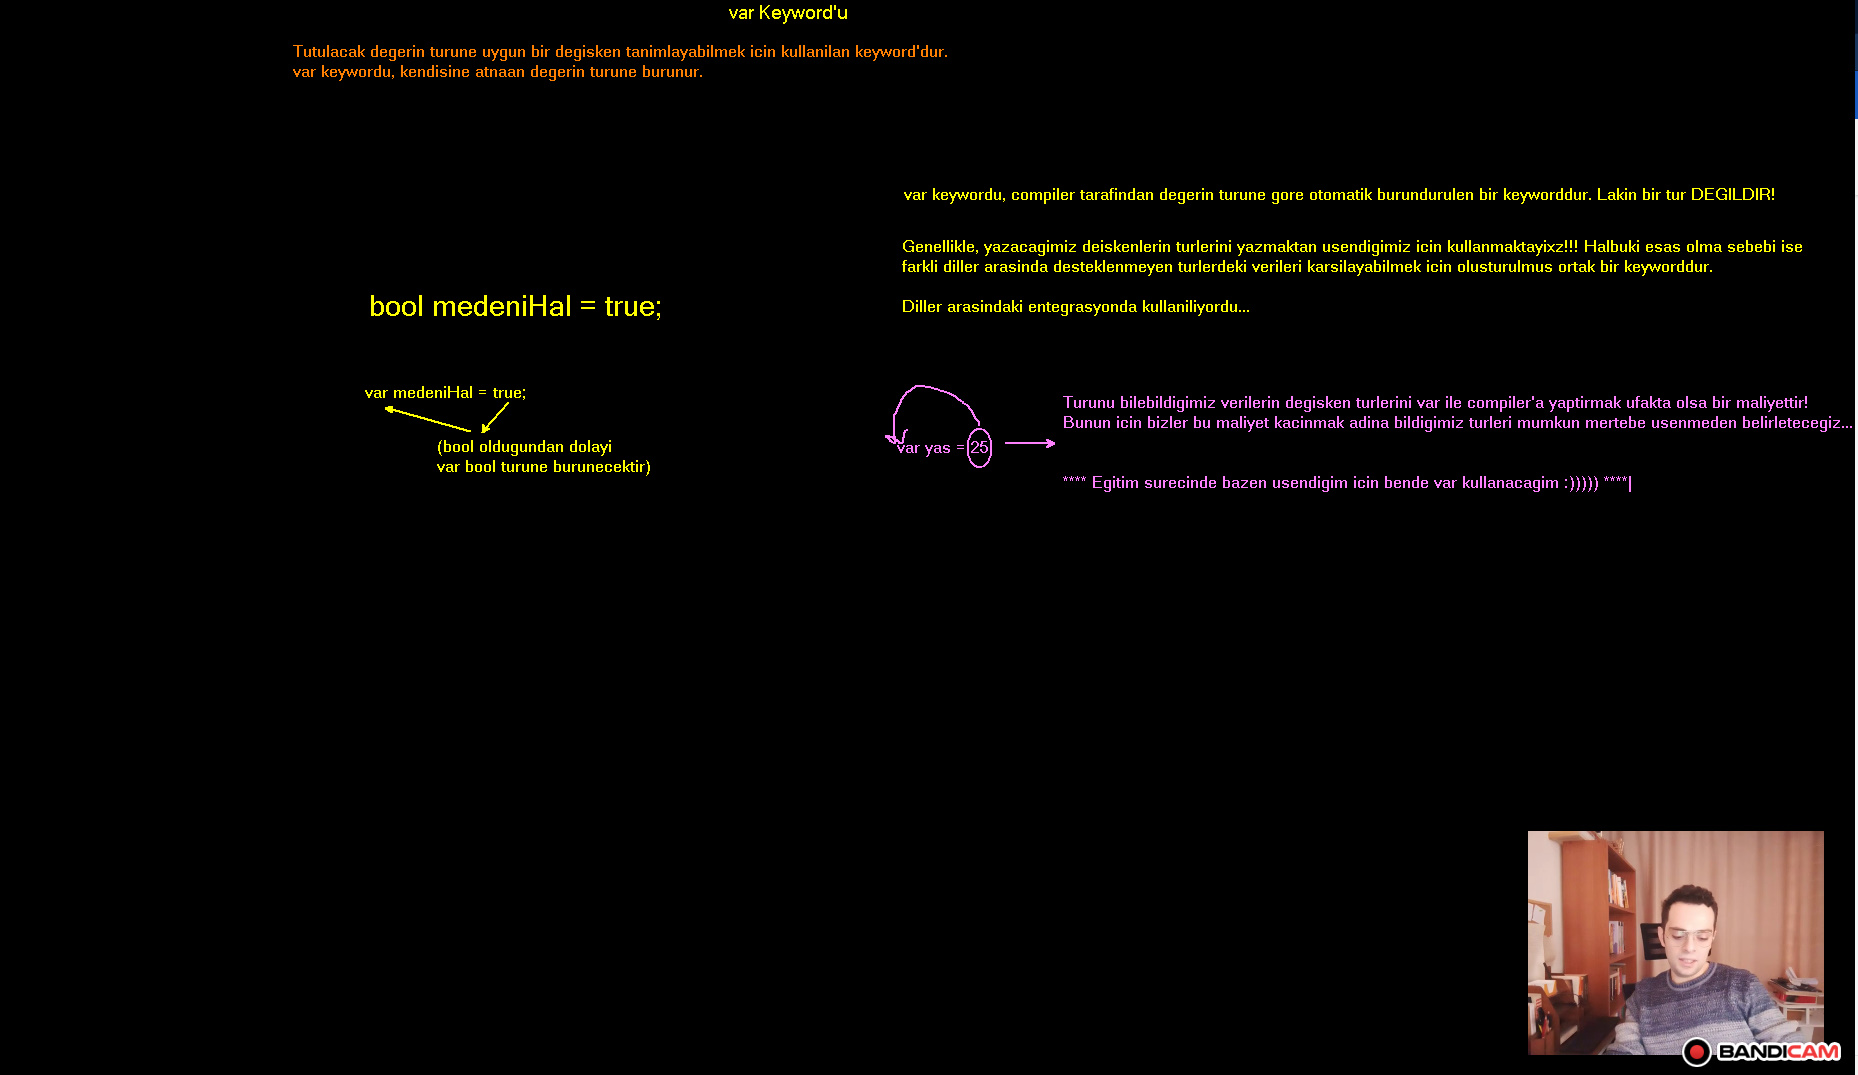 var Keyword'u
Tutulacak degerin turune uygun bir degisken tanimlayabilmek icin kullanilan keyword'dur.
var keywordu, kendisine atnaan degerin turune burunur.
var keywordu, compiler tarafindan degerin turune gore otomatik burundurulen bir keyworddur. Lakin bir tur DEGILDIR!
Genellikle, yazacagimiz deiskenlerin turlerini yazmaktan usendigimiz icin kullanmaktayixz!!! Halbuki esas olma sebebi ise
farkli diller arasinda desteklenmeyen turlerdeki verileri karsilayabilmek icin olusturulmus ortak bir keyworddur.
Diller arasindaki entegrasyonda kullaniliyordu...
bool medeniHal = true;
var medeniHal = true;
(bool oldugundan dolayi
var bool turune burunecektir)
var yas = 25
Turunu bilebildigimiz verilerin degisken turlerini var ile compiler'a yaptirmak ufakta olsa bir maliyettir!
Bunun icin bizler bu maliyet kacinmak adina bildigimiz turleri mumkun mertebe usenmeden belirletecegiz...
**** Egitim surecinde bazen usendigim icin bende var kullanacagim :))))) ****
BANDICAM